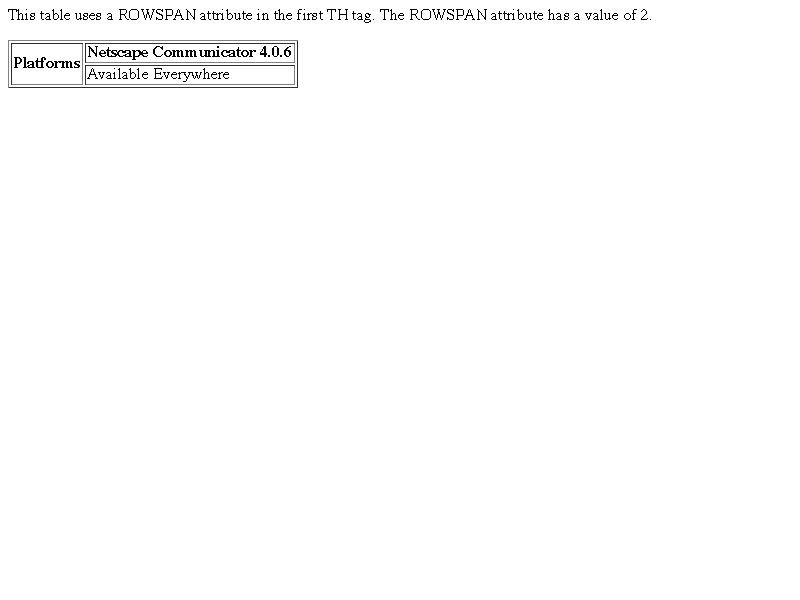 This table uses a ROWSPAN attribute in the first TH tag. The ROWSPAN attribute has a value of 2.
Platforms
Netscape Communicator 4.0.6
Available Everywhere